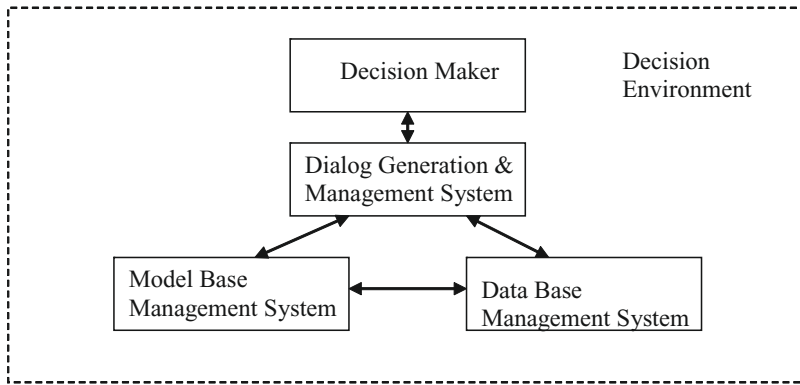 Decision Maker
Decision
Environment
Dialog Generation &
Management System
Model Base
Management System
Data Base
Management System